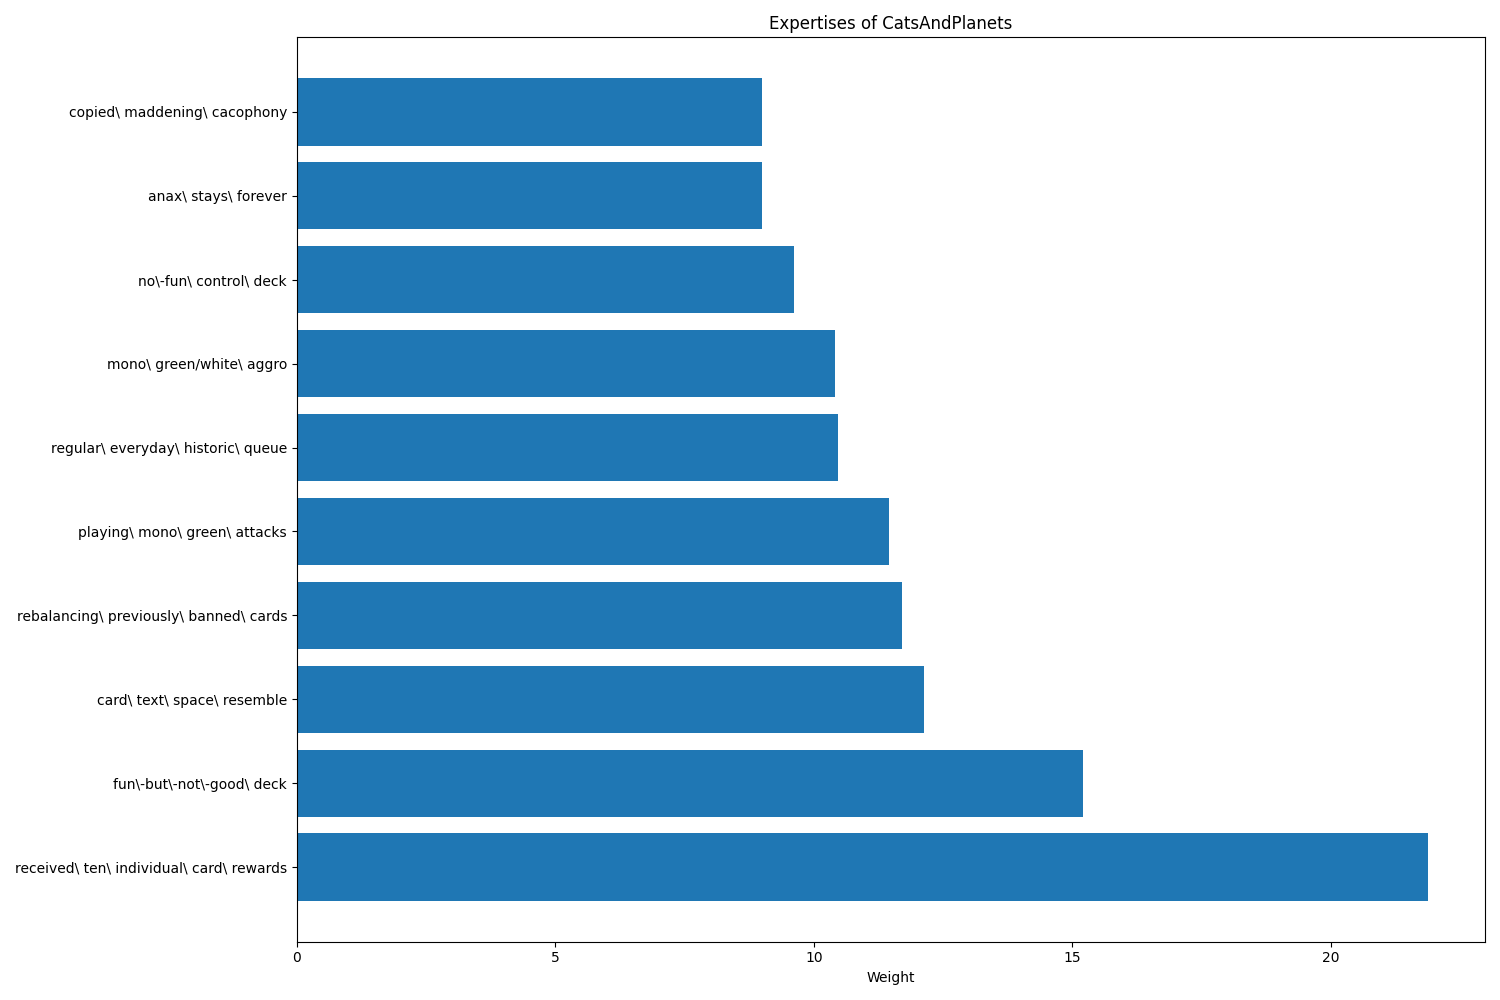 Expertises of CatsAndPlanets
copied\ maddening\ cacophony
anax\ stays\ forever
no\-fun\ control\ deck
mono\ green/white\ aggro
regular\ everyday\ historic\ queue
playing\ mono\ green\ attacks
rebalancing\ previously\ banned\ cards
card\ text\ space\ resemble
fun\-but\-not\-good\ deck
received\ ten\ individual\ card\ rewards
0 5 10 15 20
Weight